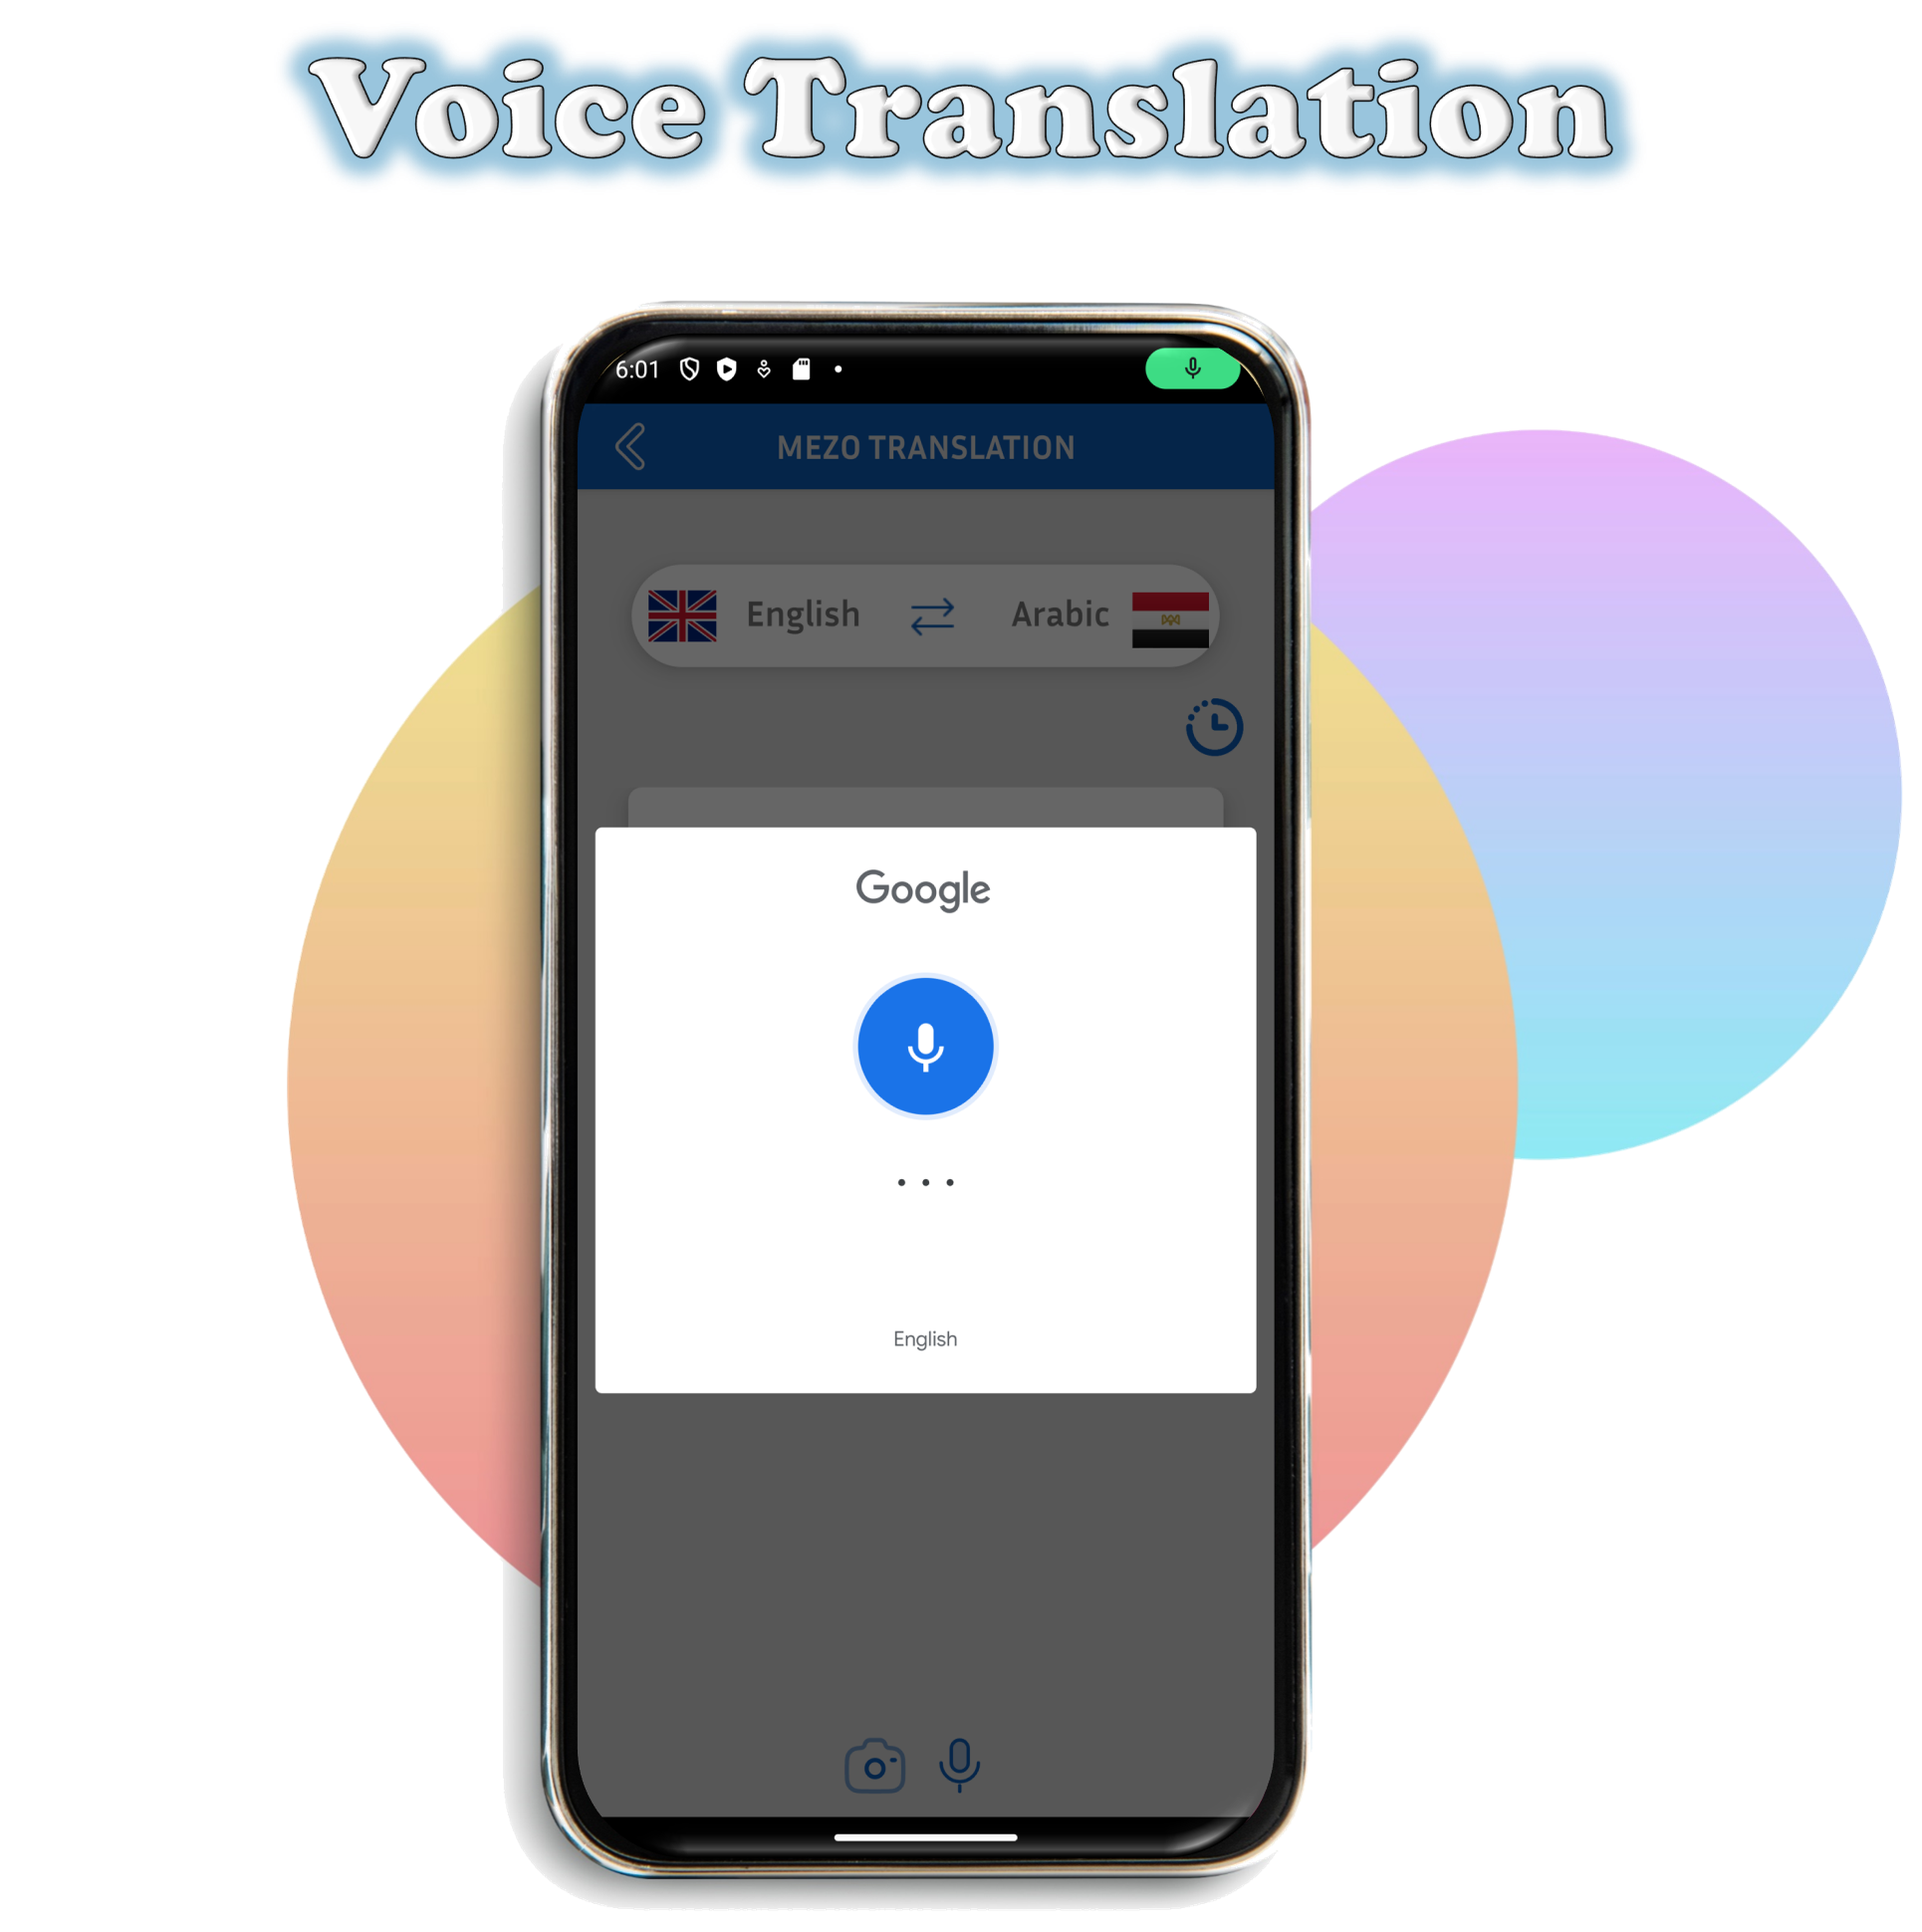 Voice Translation
6:01
MEZO TRANSLATION
English
Arabic
Google
...
English